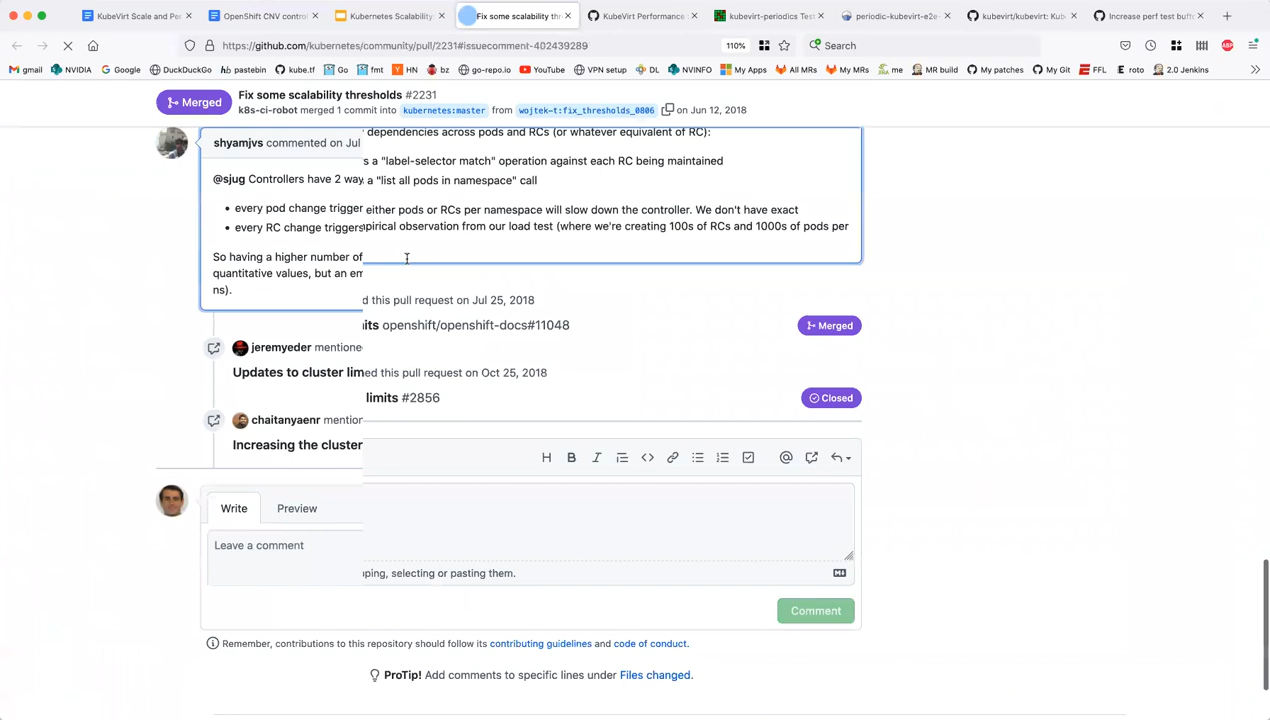 KubeVirt Scale and Per
OpenShift CNV control
Kubernetes Scalability
Fix some scalability thr
KubeVirt Performance
kubevirt-periodics Test
periodic-kubevirt-e2e-
kubevirt/kubevirt: Kub
Increase perf test buff
https://github.com/kubernetes/community/pull/2231#issuecomment-402439289
110%
Search
gmail NVIDIA Google DuckDuckGo pastebin kube.tf Go fmt HN bz go-repo.io YouTube VPN setup DL NVINFO My Apps All MRs My MRs me MR build My patches My Git FFL roto 2.0 Jenkins
Merged
Fix some scalability thresholds #2231
k8s-ci-robot merged 1 commit into kubernetes:master from wojtek-t:fix_thresholds_0806 on Jun 12, 2018
dependencies across pods and RCs (or whatever equivalent of RC):
shyamjvs commented on Jul
s a "label-selector match" operation against each RC being maintained
@sjug Controllers have 2 way
a "list all pods in namespace" call
every pod change trigger
either pods or RCs per namespace will slow down the controller. We don't have exact
every RC change triggers
pirical observation from our load test (where we're creating 100s of RCs and 1000s of pods per
So having a higher number of
quantitative values, but an em
ns).
d this pull request on Jul 25, 2018
its openshift/openshift-docs#11048
Merged
jeremyeder mentione
Updates to cluster lim
ed this pull request on Oct 25, 2018
limits #2856
Closed
chaitanyaenr mention
Increasing the cluster
H B I
Write
Preview
Leave a comment
ping, selecting or pasting them.
Comment
Remember, contributions to this repository should follow its contributing guidelines and code of conduct.
ProTip! Add comments to specific lines under Files changed.